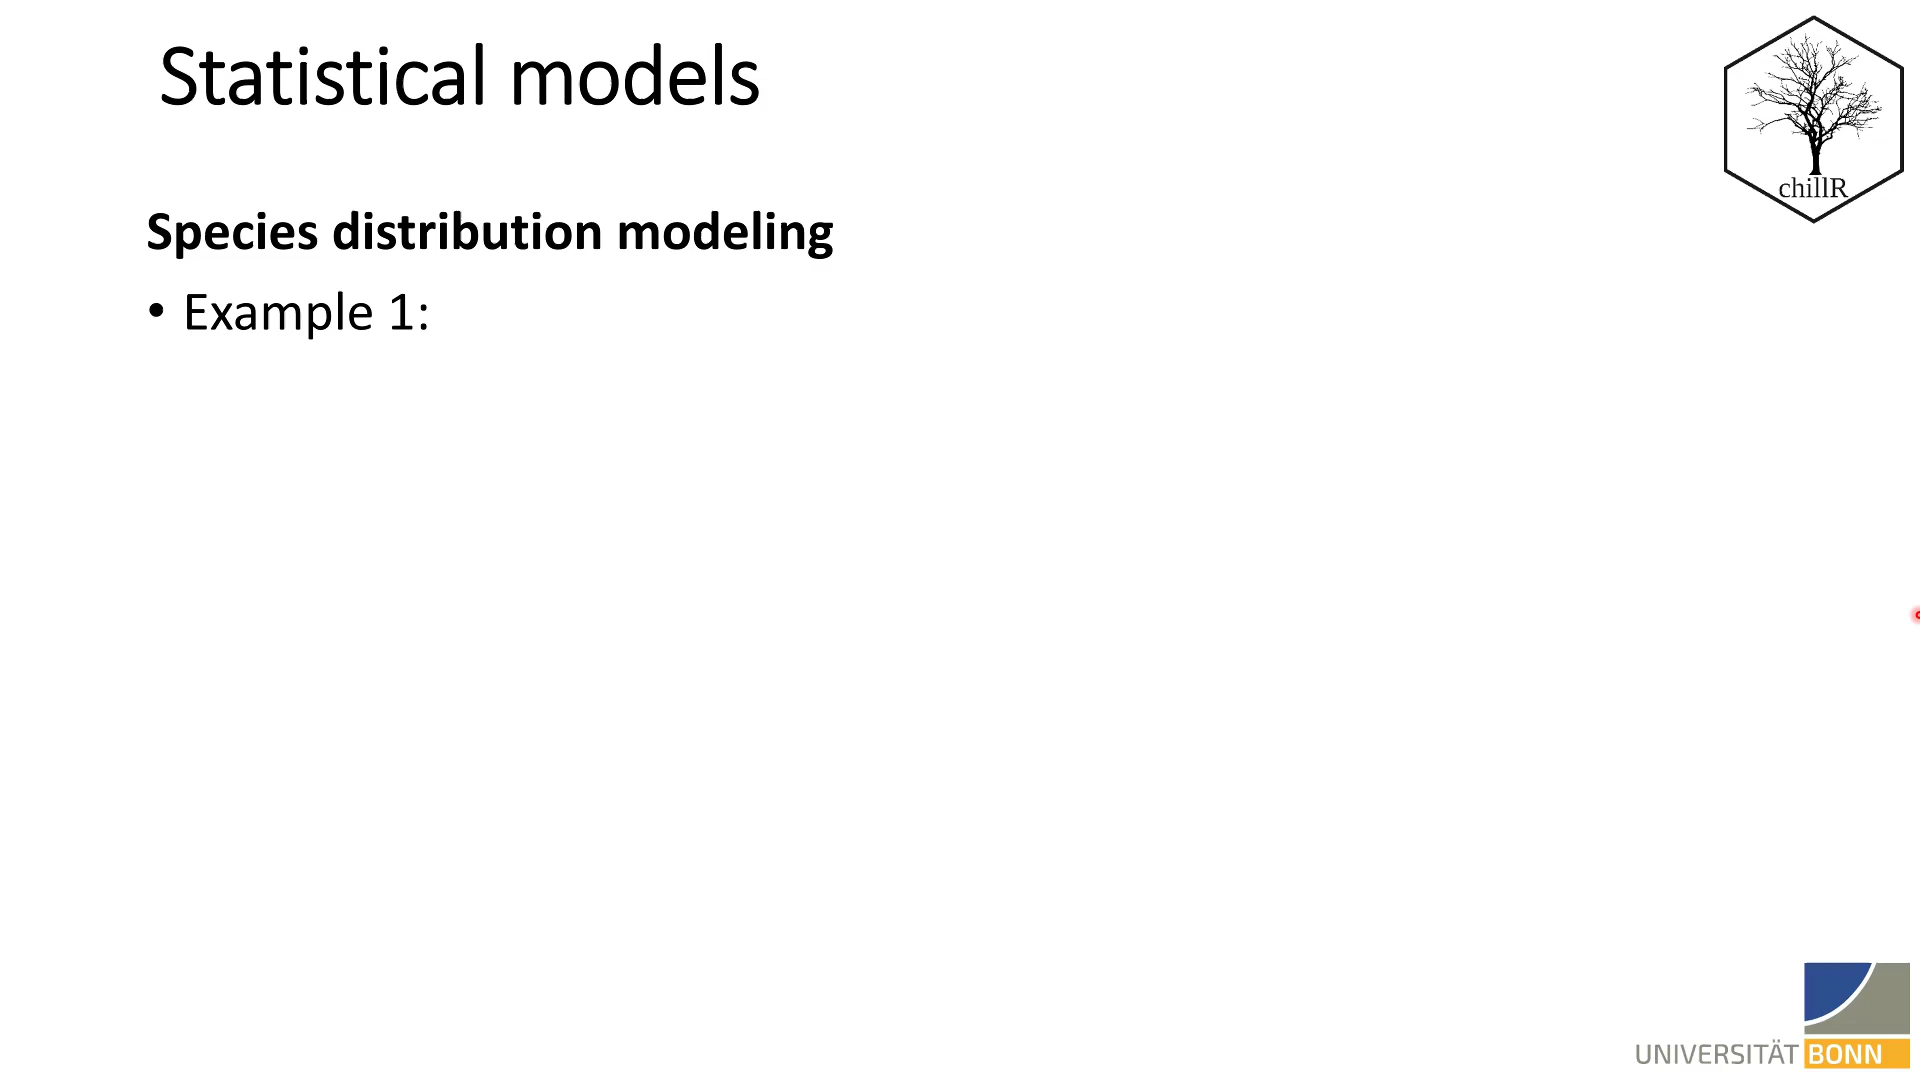 Statistical models
chillR
Species distribution modeling
• Example 1:
UNIVERSITÄT BONN